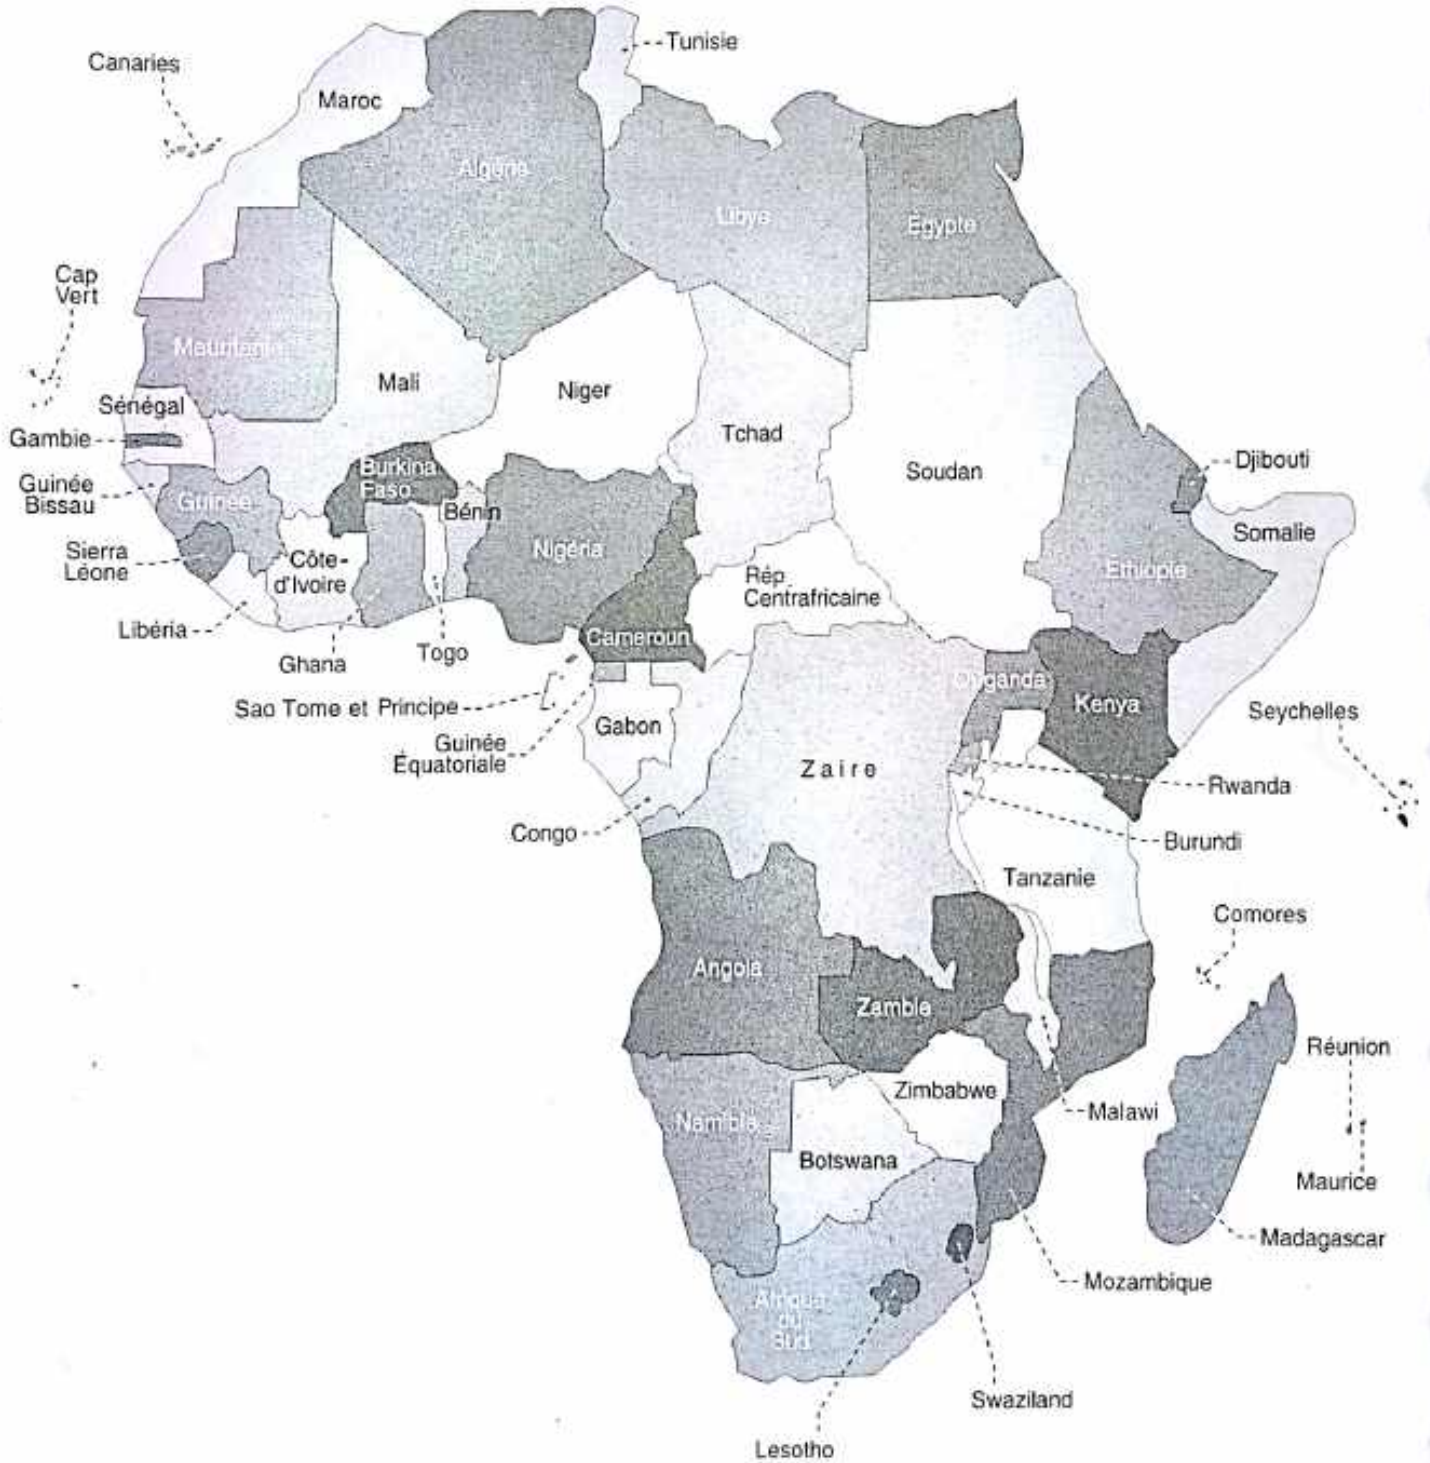 Tunisie
Canaries
Maroc
Algérie
Libye
Égypte
Cap
Vert
Mauritanie
Mali
Niger
Tchad
Soudan
Sénégal
Gambie
Guinée
Bissau
Guinée
Burkina
Faso
Bénin
Nigéria
Djibouti
Somalie
Éthiopie
Sierra
Léone
Côte-
d'Ivoire
Rép
Centrafricaine
Libéria
Ghana
Togo
Cameroun
Sao Tome et Principe
Guinée
Équatoriale
Gabon
Ouganda
Kenya
Seychelles
Zaire
Rwanda
Congo
Burundi
Tanzanie
Comores
Angola
Zambie
Réunion
Zimbabwe
Malawi
Namibie
Botswana
Maurice
Madagascar
Mozambique
Afrique
du
Sud
Swaziland
Lesotho